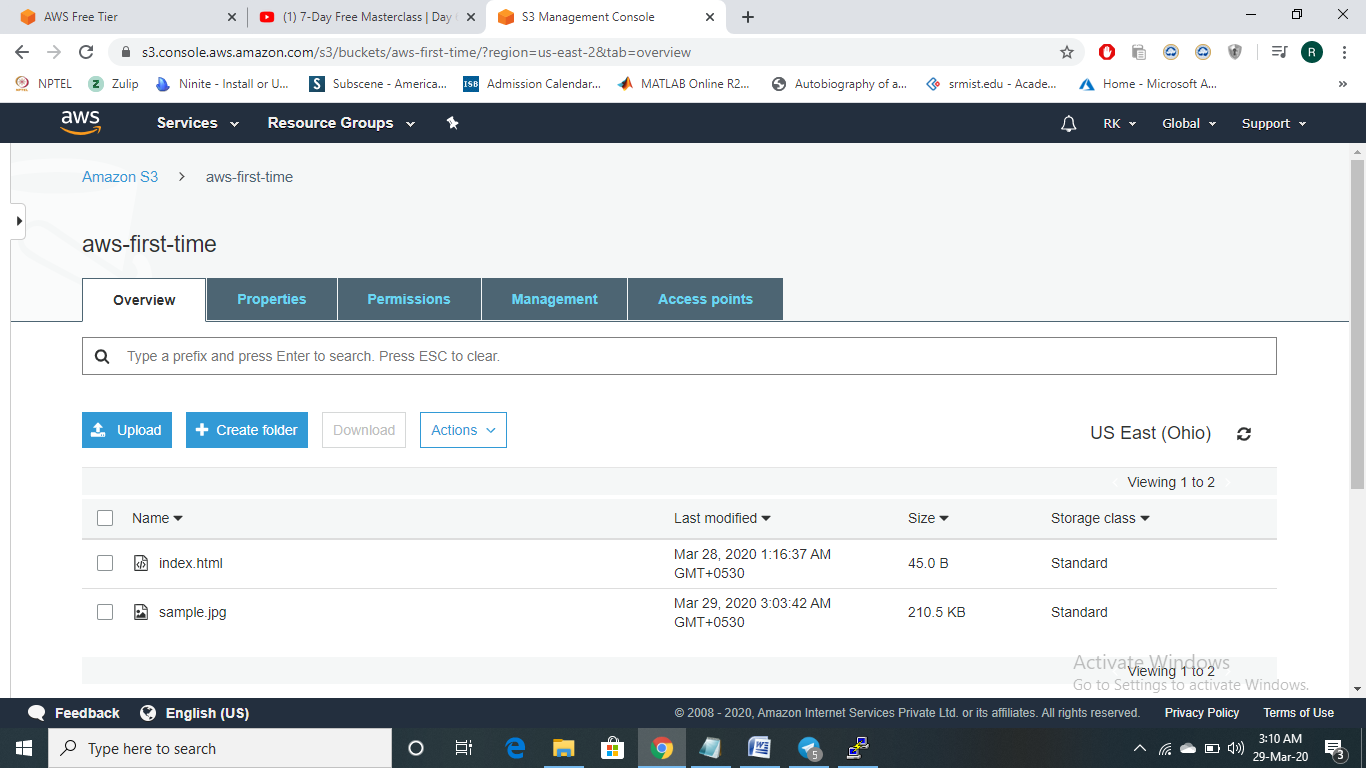 AWS Free Tier
(1) 7-Day Free Masterclass | Day
S3 Management Console
s3.console.aws.amazon.com/s3/buckets/aws-first-time/?region=us-east-2&tab=overview
R
NPTEL
Z Zulip
Ninite - Install or U...
S Subscene - America...
ISB Admission Calendar...
MATLAB Online R2...
Autobiography of a...
srmist.edu - Acade...
Home - Microsoft A...
»
aws
Services
Resource Groups
RK
Global
Support
Amazon S3 > aws-first-time
aws-first-time
Overview
Properties
Permissions
Management
Access points
Type a prefix and press Enter to search. Press ESC to clear.
Upload
+ Create folder
Download
Actions
US East (Ohio)
Viewing 1 to 2
Name
Last modified
Size
Storage class
index.html
Mar 28, 2020 1:16:37 AM
GMT+0530
45.0 B
Standard
sample.jpg
Mar 29, 2020 3:03:42 AM
GMT+0530
210.5 KB
Standard
Activate Windows
Viewing 1 to 2
Go to Settings to activate Windows.
Feedback
English (US)
© 2008 - 2020, Amazon Internet Services Private Ltd. or its affiliates. All rights reserved.
Privacy Policy
Terms of Use
Type here to search
W
5
3:10 AM
29-Mar-20
3